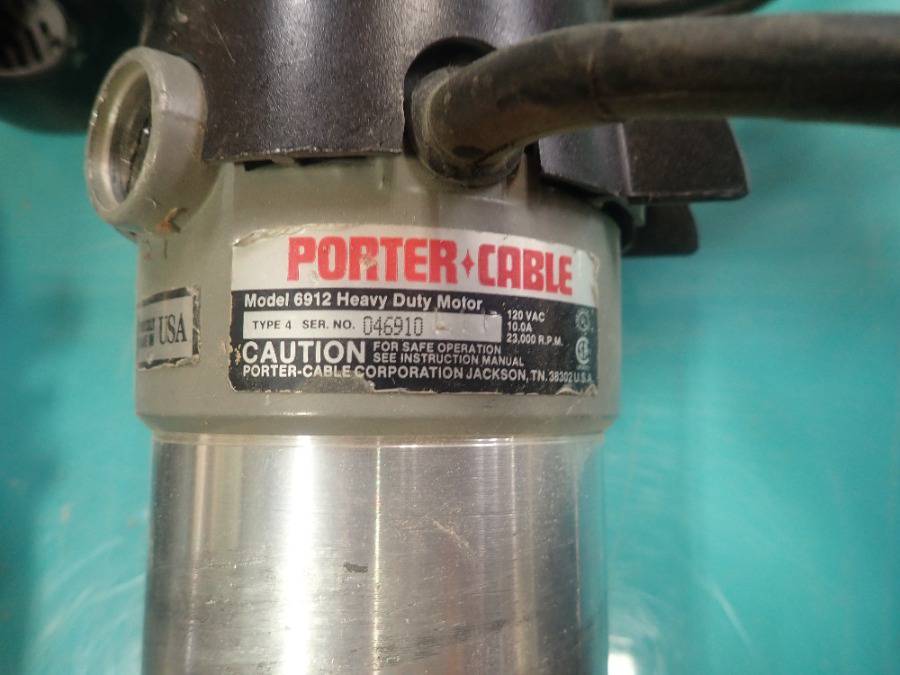 PORTER✦CABLE
Model 6912 Heavy Duty Motor
TYPE 4 SER. NO. 046910
120 VAC
10.0A
23,000 R.P.M.
CAUTION FOR SAFE OPERATION
SEE INSTRUCTION MANUAL
PORTER-CABLE CORPORATION JACKSON, TN. 38302 U.S.A.
USA